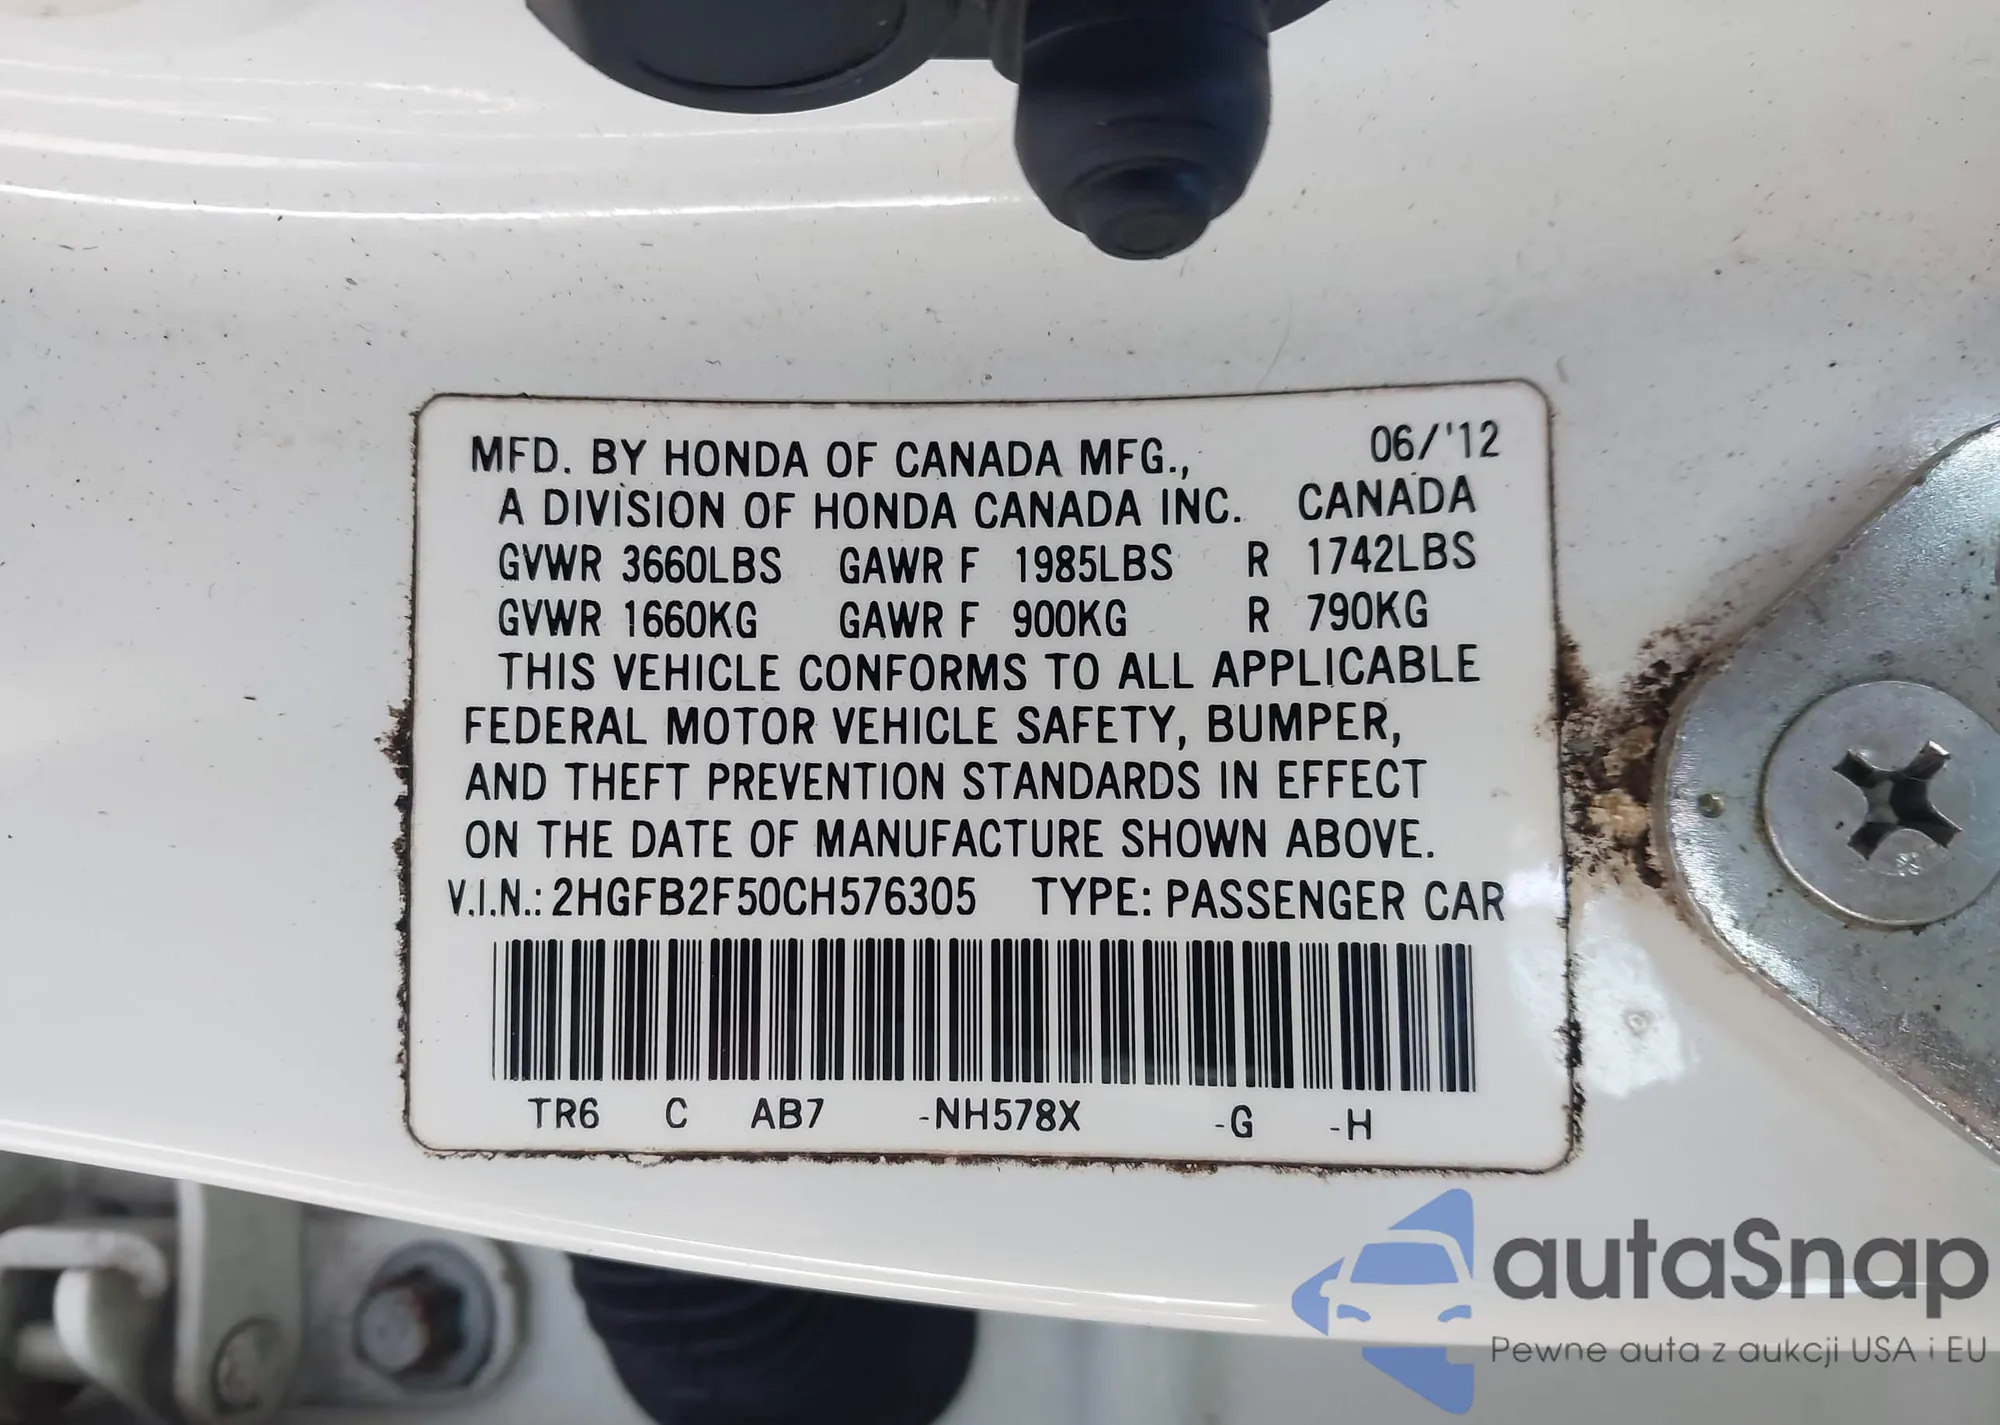 MFD. BY HONDA OF CANADA MFG., 06/'12
A DIVISION OF HONDA CANADA INC. CANADA
GVWR 3660LBS GAWR F 1985LBS R 1742LBS
GVWR 1660KG GAWR F 900KG R 790KG
THIS VEHICLE CONFORMS TO ALL APPLICABLE
FEDERAL MOTOR VEHICLE SAFETY, BUMPER,
AND THEFT PREVENTION STANDARDS IN EFFECT
ON THE DATE OF MANUFACTURE SHOWN ABOVE.
V.I.N.: 2HGFB2F50CH576305 TYPE: PASSENGER CAR
TR6 C AB7 -NH578X -G -H
autaSnap
Pewne auta z aukcji USA i EU